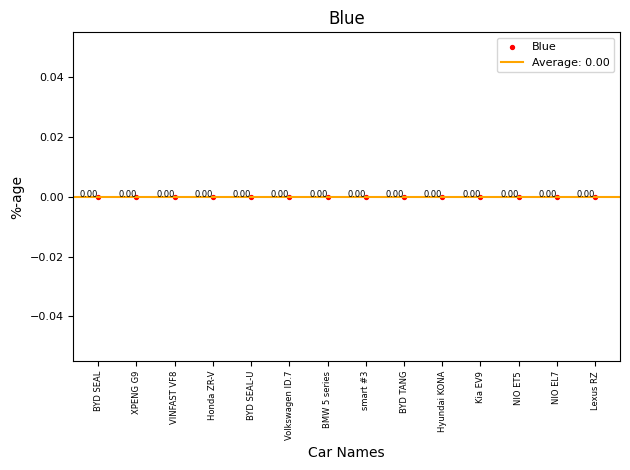 Blue
Blue
Average: 0.00
%-age
0.04
0.02
0.00
−0.02
−0.04
0.00 0.00 0.00 0.00 0.00 0.00 0.00 0.00 0.00 0.00 0.00 0.00 0.00 0.00
BYD SEAL
XPENG G9
VINFAST VF8
Honda ZR-V
BYD SEAL-U
Volkswagen ID.7
BMW 5 series
smart #3
BYD TANG
Hyundai KONA
Kia EV9
NIO ET5
NIO EL7
Lexus RZ
Car Names